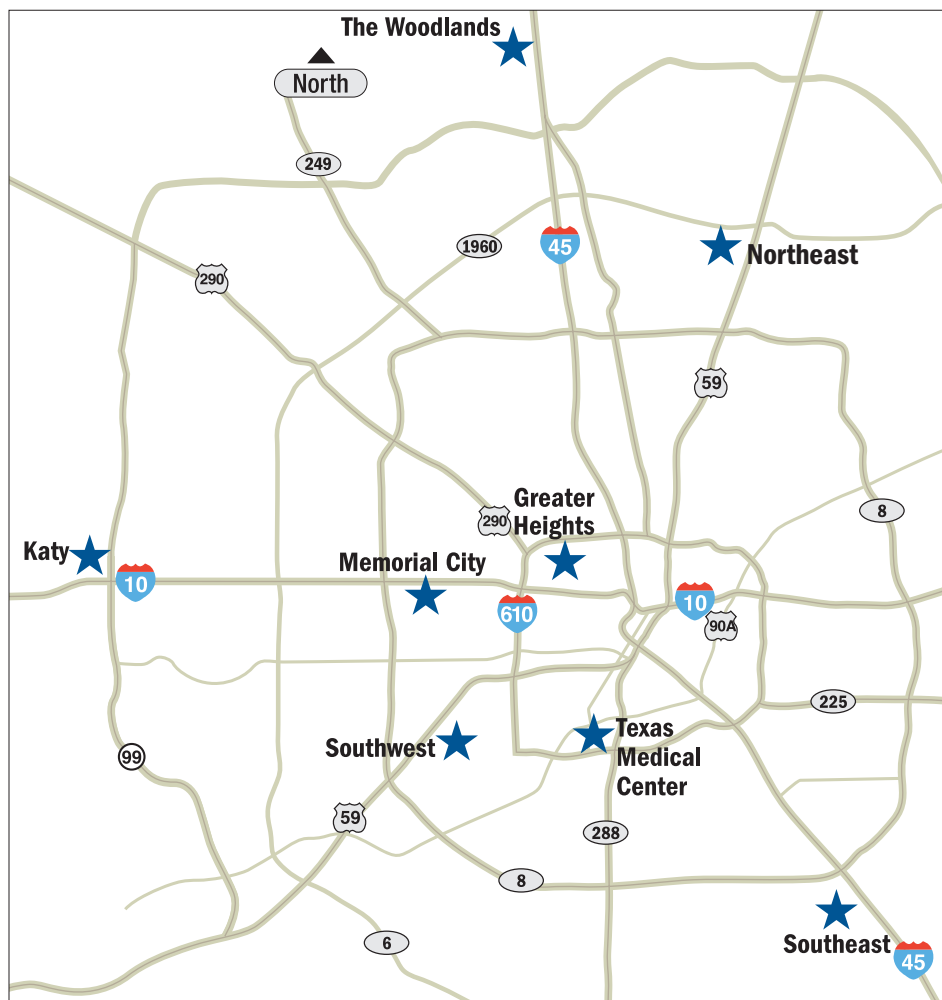 The Woodlands
North
249
1960
45
290
Northeast
59
Greater
Heights
290
8
Katy
Memorial City
10
610
10
90A
225
Texas
Medical
Center
Southwest
99
59
288
8
6
Southeast
45